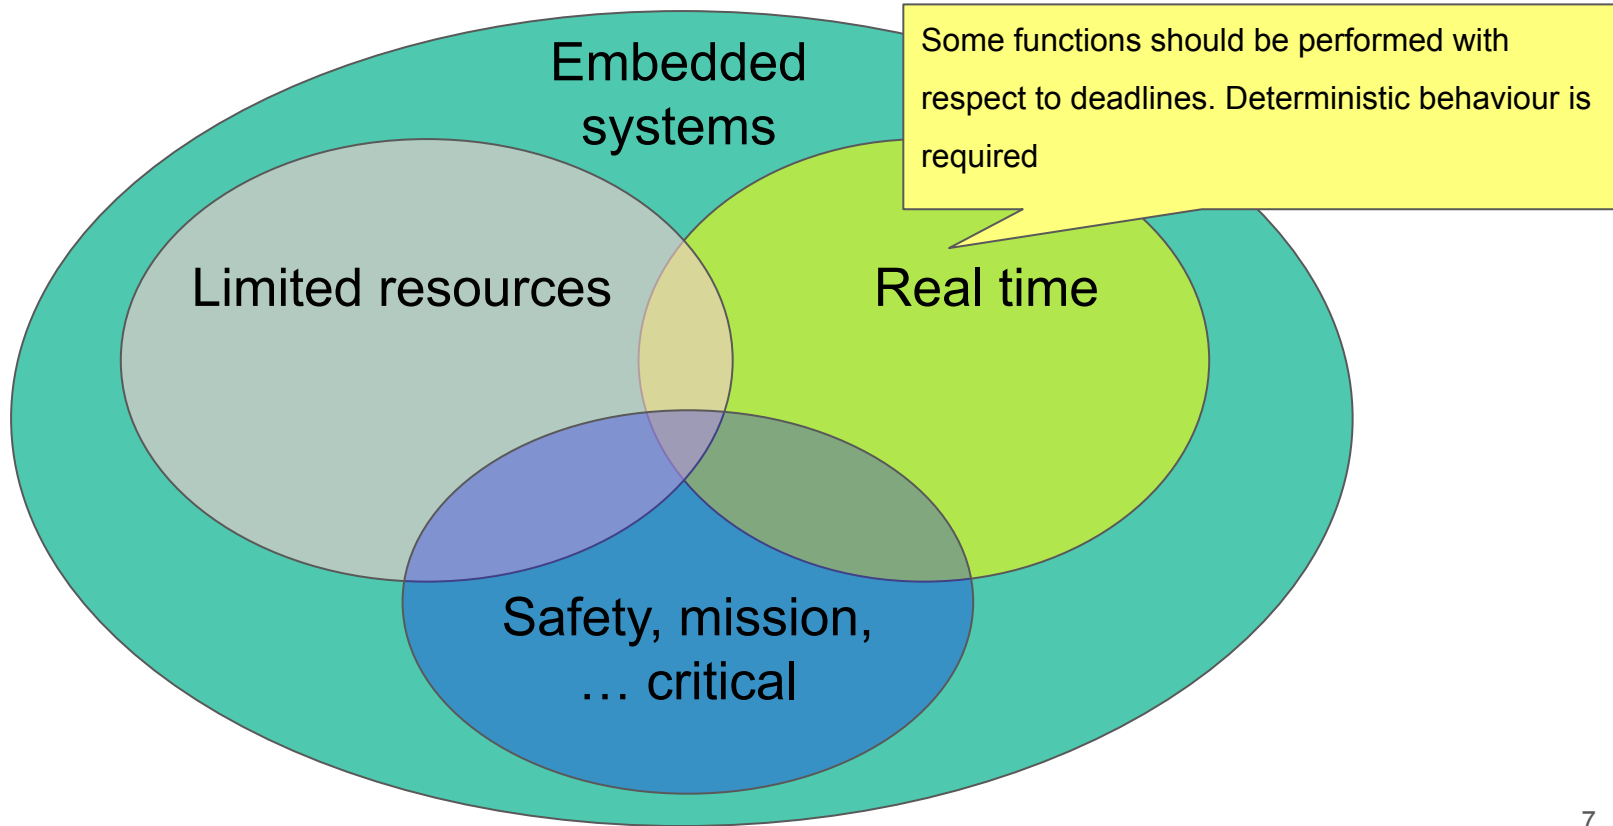 Embedded
systems
Some functions should be performed with
respect to deadlines. Deterministic behaviour is
required
Limited resources
Real time
Safety, mission,
… critical
7